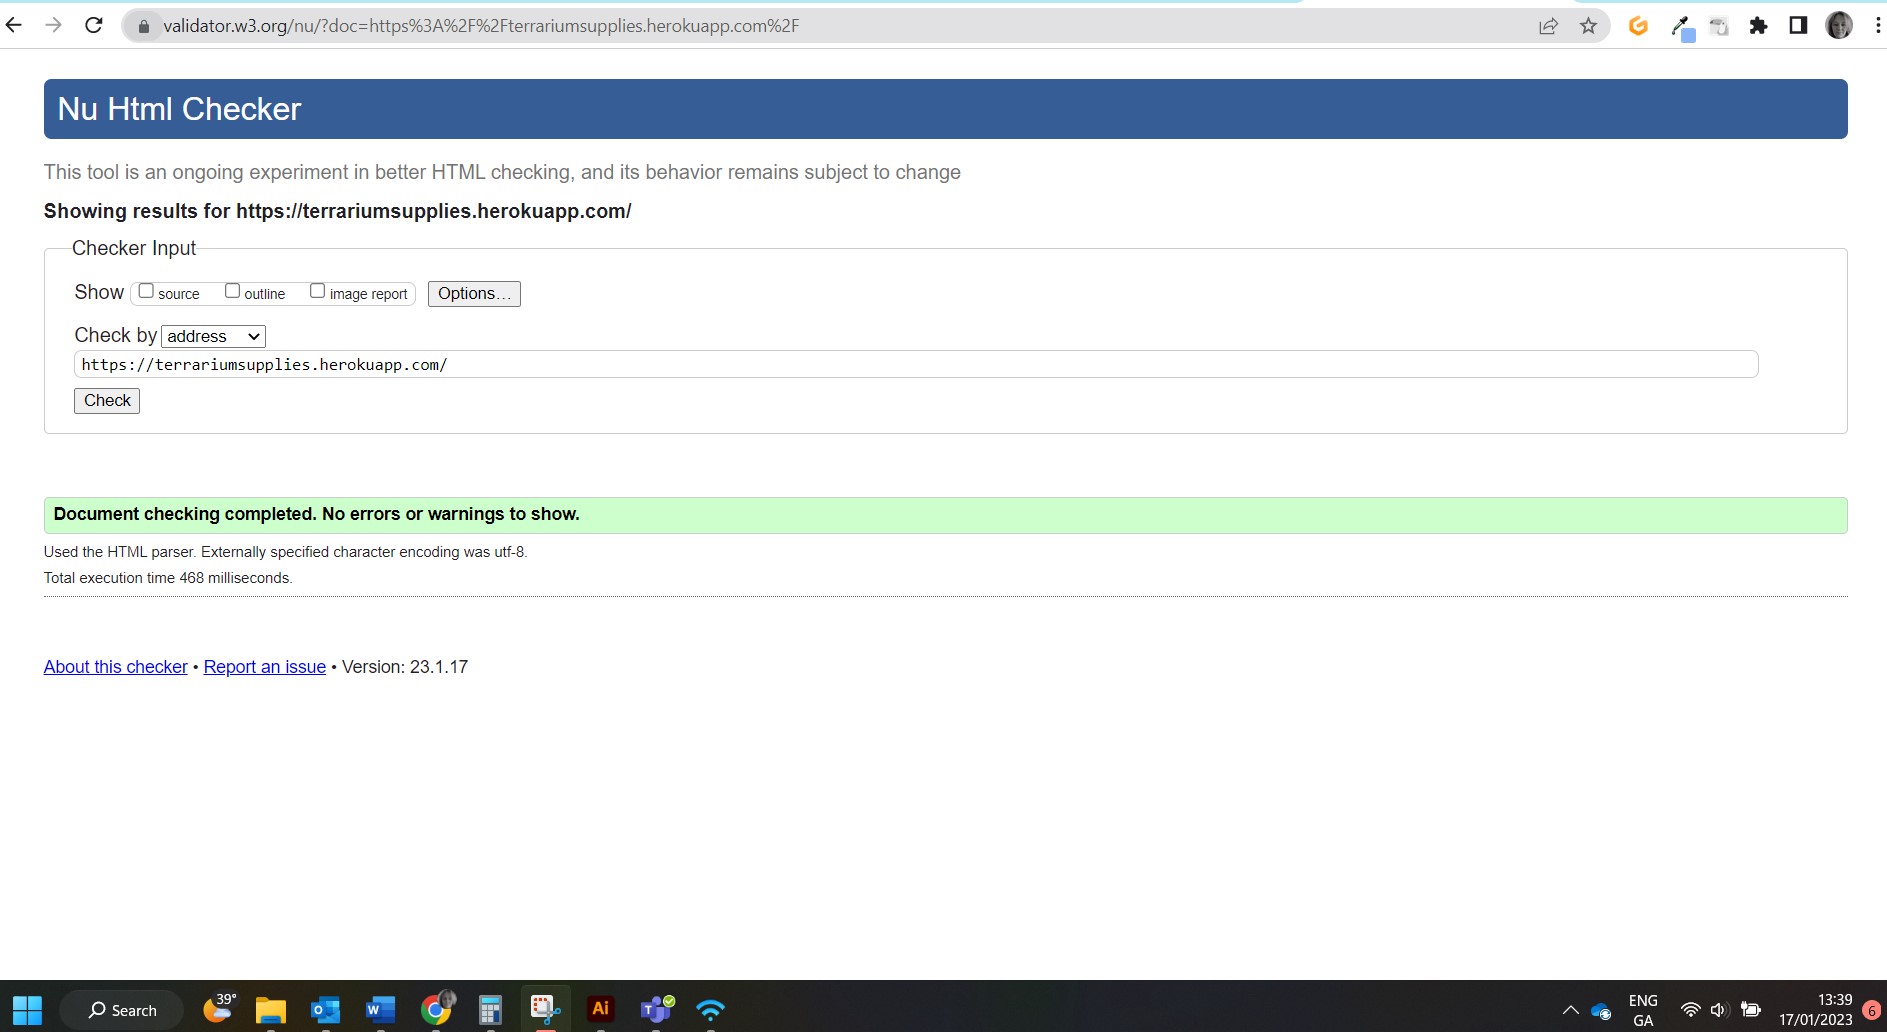 validator.w3.org/nu/?doc=https%3A%2F%2Fterrariumsupplies.herokuapp.com%2F
Nu Html Checker
This tool is an ongoing experiment in better HTML checking, and its behavior remains subject to change
Showing results for https://terrariumsupplies.herokuapp.com/
Checker Input
Show source outline image report Options...
Check by address
https://terrariumsupplies.herokuapp.com/
Check
Document checking completed. No errors or warnings to show.
Used the HTML parser. Externally specified character encoding was utf-8.
Total execution time 468 milliseconds.
About this checker • Report an issue • Version: 23.1.17
Search 39° Ai ENG 13:39
GA 17/01/2023 6